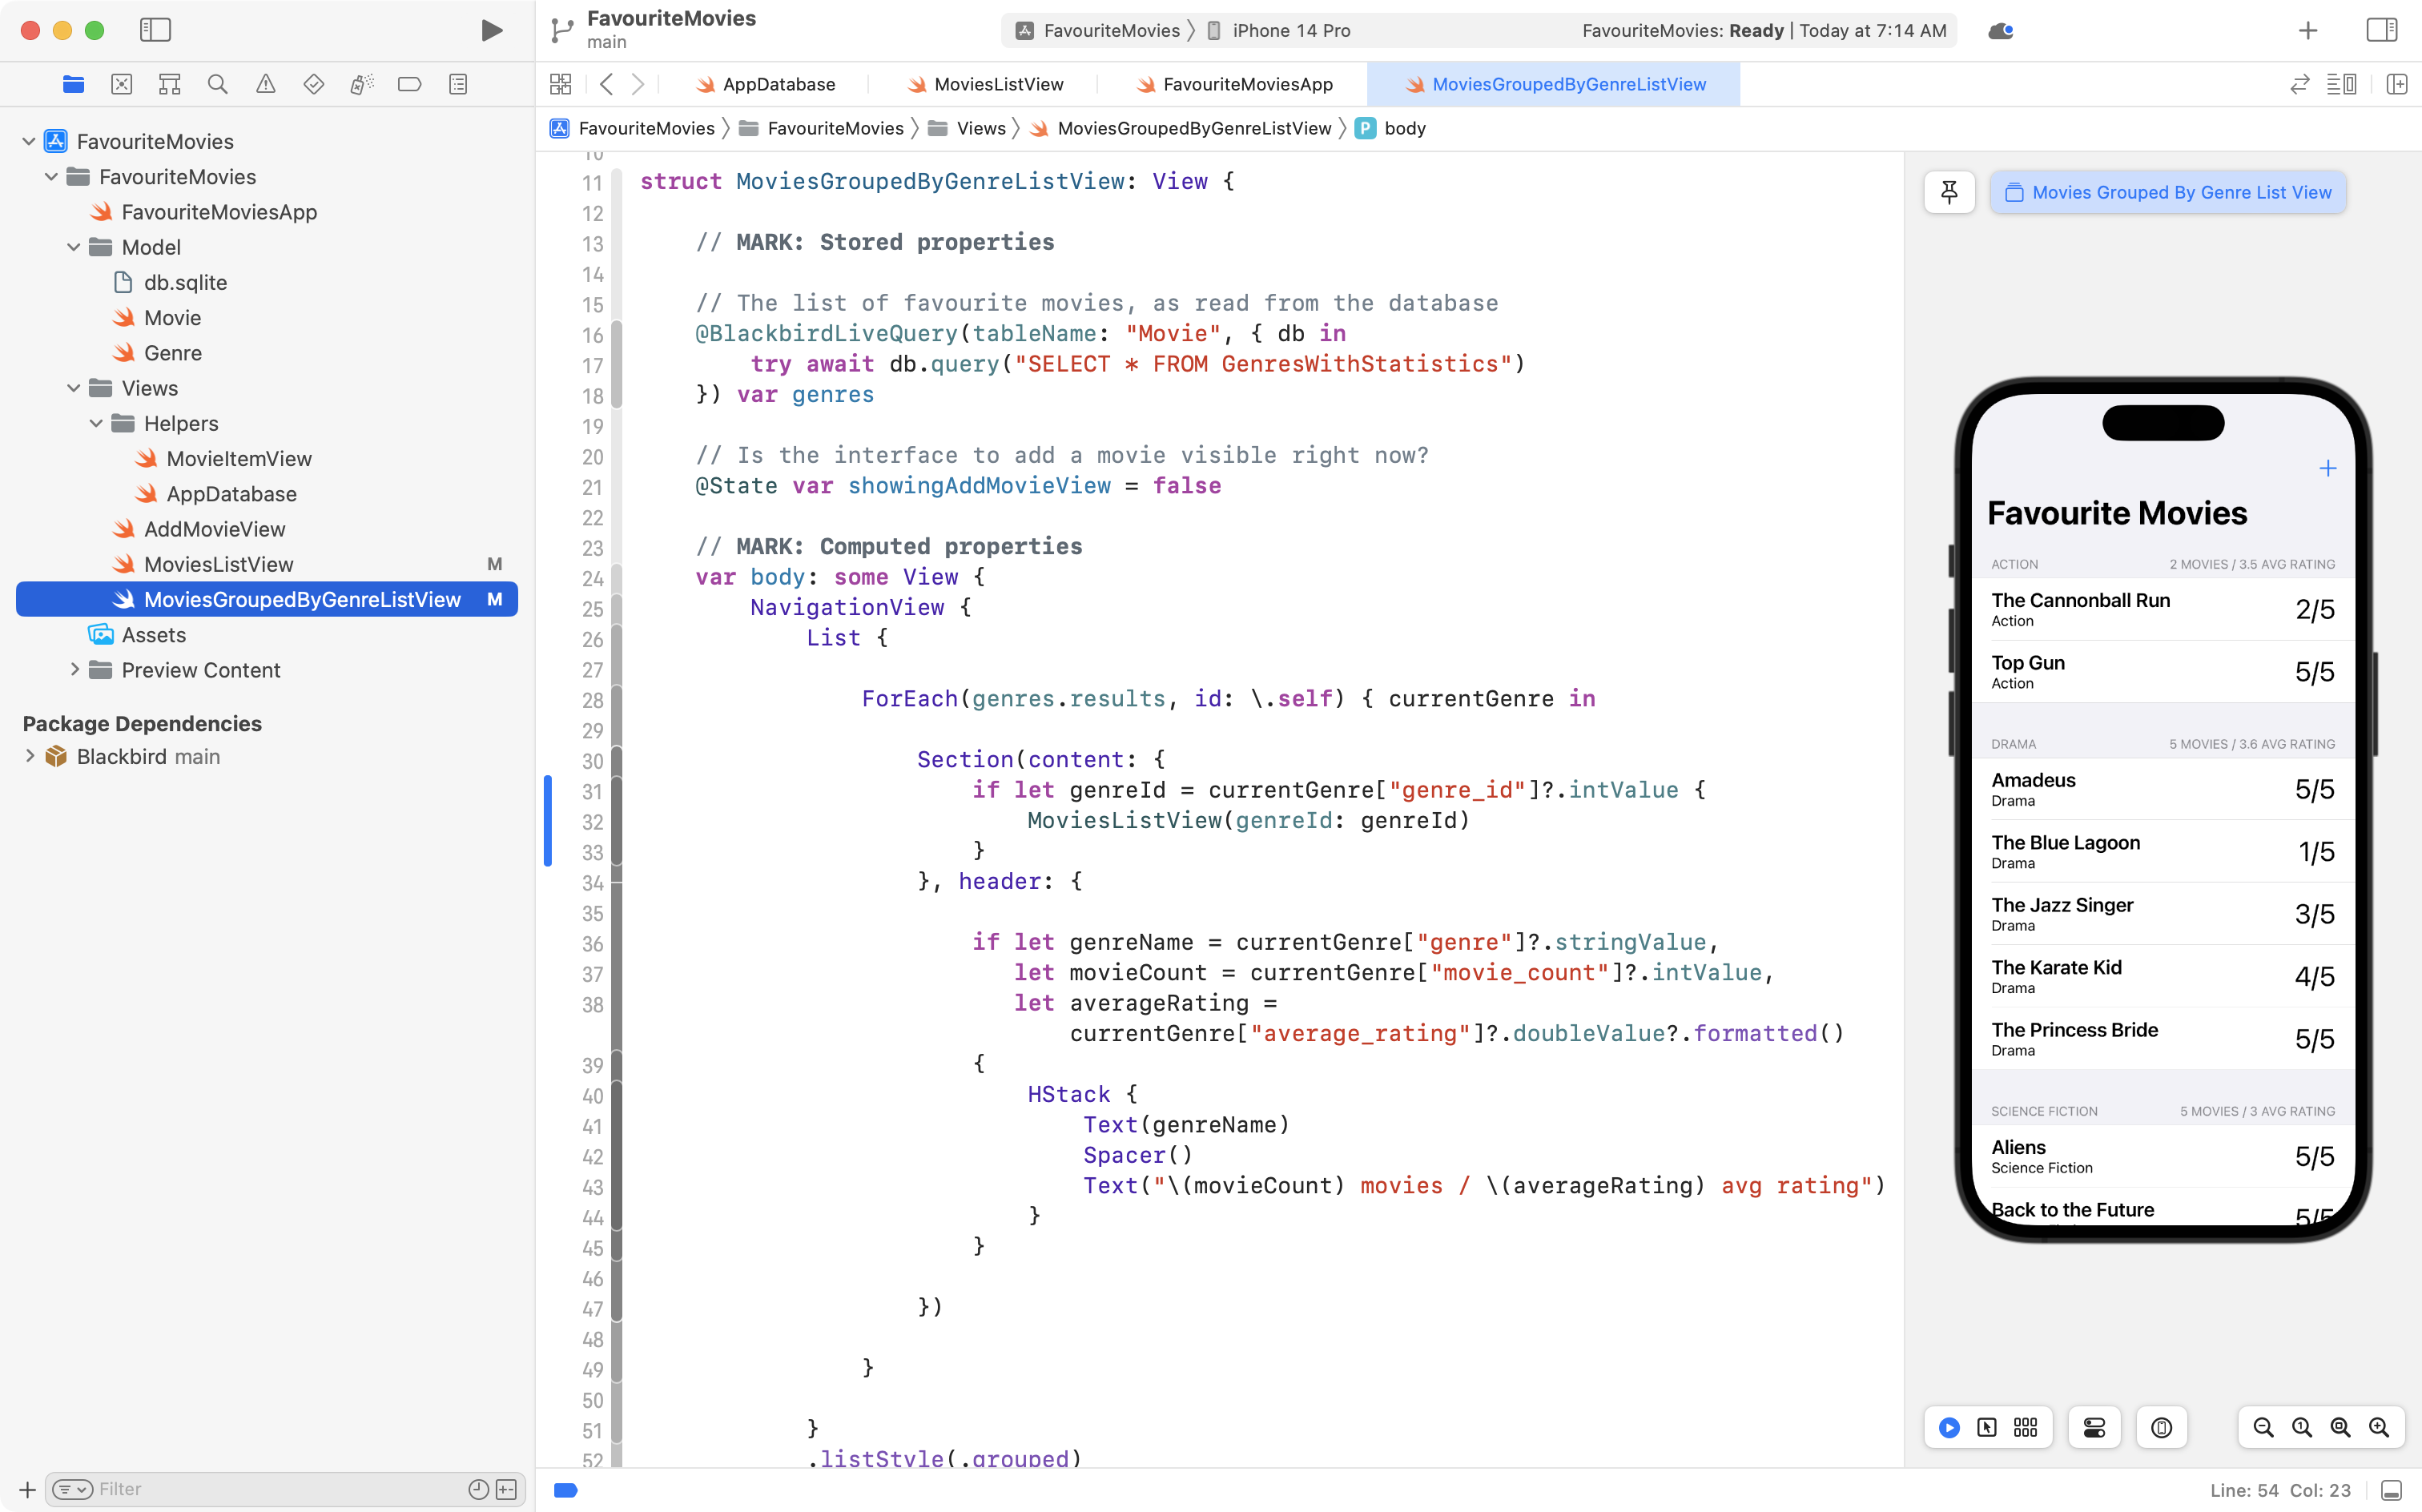 FavouriteMovies
main
FavouriteMovies
iPhone 14 Pro
FavouriteMovies: Ready | Today at 7:14 AM
AppDatabase
MoviesListView
FavouriteMoviesApp
MoviesGroupedByGenreListView
FavouriteMovies
FavouriteMovies
Views
MoviesGroupedByGenreListView
P
body
FavouriteMovies
FavouriteMovies
FavouriteMoviesApp
Model
db.sqlite
Movie
Genre
Views
Helpers
MovieItemView
AppDatabase
AddMovieView
MoviesListView M
MoviesGroupedByGenreListView M
Assets
Preview Content
Package Dependencies
Blackbird main
Filter
10
11 struct MoviesGroupedByGenreListView: View {
12
13 // MARK: Stored properties
14
15 // The list of favourite movies, as read from the database
16 @BlackbirdLiveQuery(tableName: "Movie", { db in
17 try await db.query("SELECT * FROM GenresWithStatistics")
18 }) var genres
19
20 // Is the interface to add a movie visible right now?
21 @State var showingAddMovieView = false
22
23 // MARK: Computed properties
24 var body: some View {
25 NavigationView {
26 List {
27
28 ForEach(genres.results, id: \.self) { currentGenre in
29
30 Section(content: {
31 if let genreId = currentGenre["genre_id"]?.intValue {
32 MoviesListView(genreId: genreId)
33 }
34 }, header: {
35
36 if let genreName = currentGenre["genre"]?.stringValue,
37 let movieCount = currentGenre["movie_count"]?.intValue,
38 let averageRating =
currentGenre["average_rating"]?.doubleValue?.formatted()
39 {
40 HStack {
41 Text(genreName)
42 Spacer()
43 Text("\(movieCount) movies / \(averageRating) avg rating")
44 }
45 }
46
47 })
48
49 }
50
51 }
52 .listStyle(.grouped)
Movies Grouped By Genre List View
Favourite Movies
ACTION 2 MOVIES / 3.5 AVG RATING
The Cannonball Run
Action
2/5
Top Gun
Action
5/5
DRAMA 5 MOVIES / 3.6 AVG RATING
Amadeus
Drama
5/5
The Blue Lagoon
Drama
1/5
The Jazz Singer
Drama
3/5
The Karate Kid
Drama
4/5
The Princess Bride
Drama
5/5
SCIENCE FICTION 5 MOVIES / 3 AVG RATING
Aliens
Science Fiction
5/5
Back to the Future
5/5
Line: 54 Col: 23